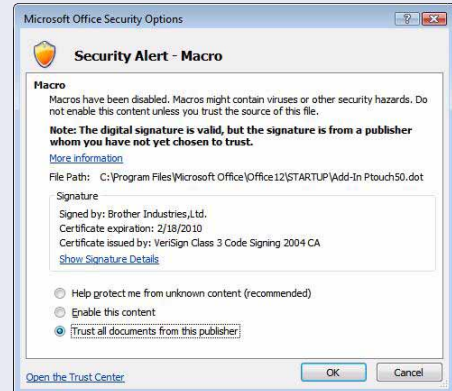 Microsoft Office Security Options
Security Alert - Macro
Macro
Macros have been disabled. Macros might contain viruses or other security hazards. Do
not enable this content unless you trust the source of this file.
Note: The digital signature is valid, but the signature is from a publisher
whom you have not yet chosen to trust.
More information
File Path: C:\Program Files\Microsoft Office\Office12\STARTUP\Add-In Ptouch50.dot
Signature
Signed by: Brother Industries,Ltd.
Certificate expiration: 2/18/2010
Certificate issued by: VeriSign Class 3 Code Signing 2004 CA
Show Signature Details
Help protect me from unknown content (recommended)
Enable this content
Trust all documents from this publisher
Open the Trust Center
OK
Cancel